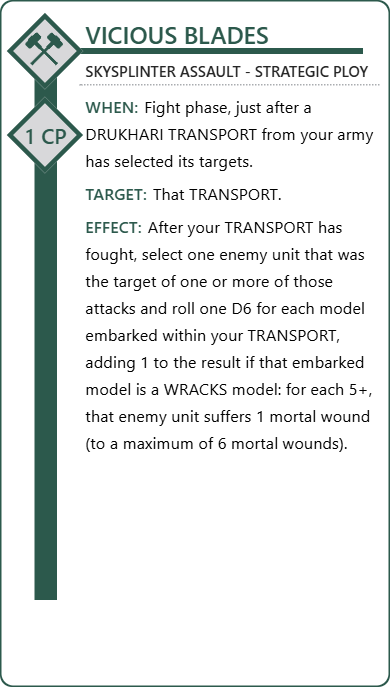 VICIOUS BLADES
SKYSPLINTER ASSAULT - STRATEGIC PLOY
1 CP
WHEN: Fight phase, just after a
DRUKHARI TRANSPORT from your army
has selected its targets.
TARGET: That TRANSPORT.
EFFECT: After your TRANSPORT has
fought, select one enemy unit that was
the target of one or more of those
attacks and roll one D6 for each model
embarked within your TRANSPORT,
adding 1 to the result if that embarked
model is a WRACKS model: for each 5+,
that enemy unit suffers 1 mortal wound
(to a maximum of 6 mortal wounds).